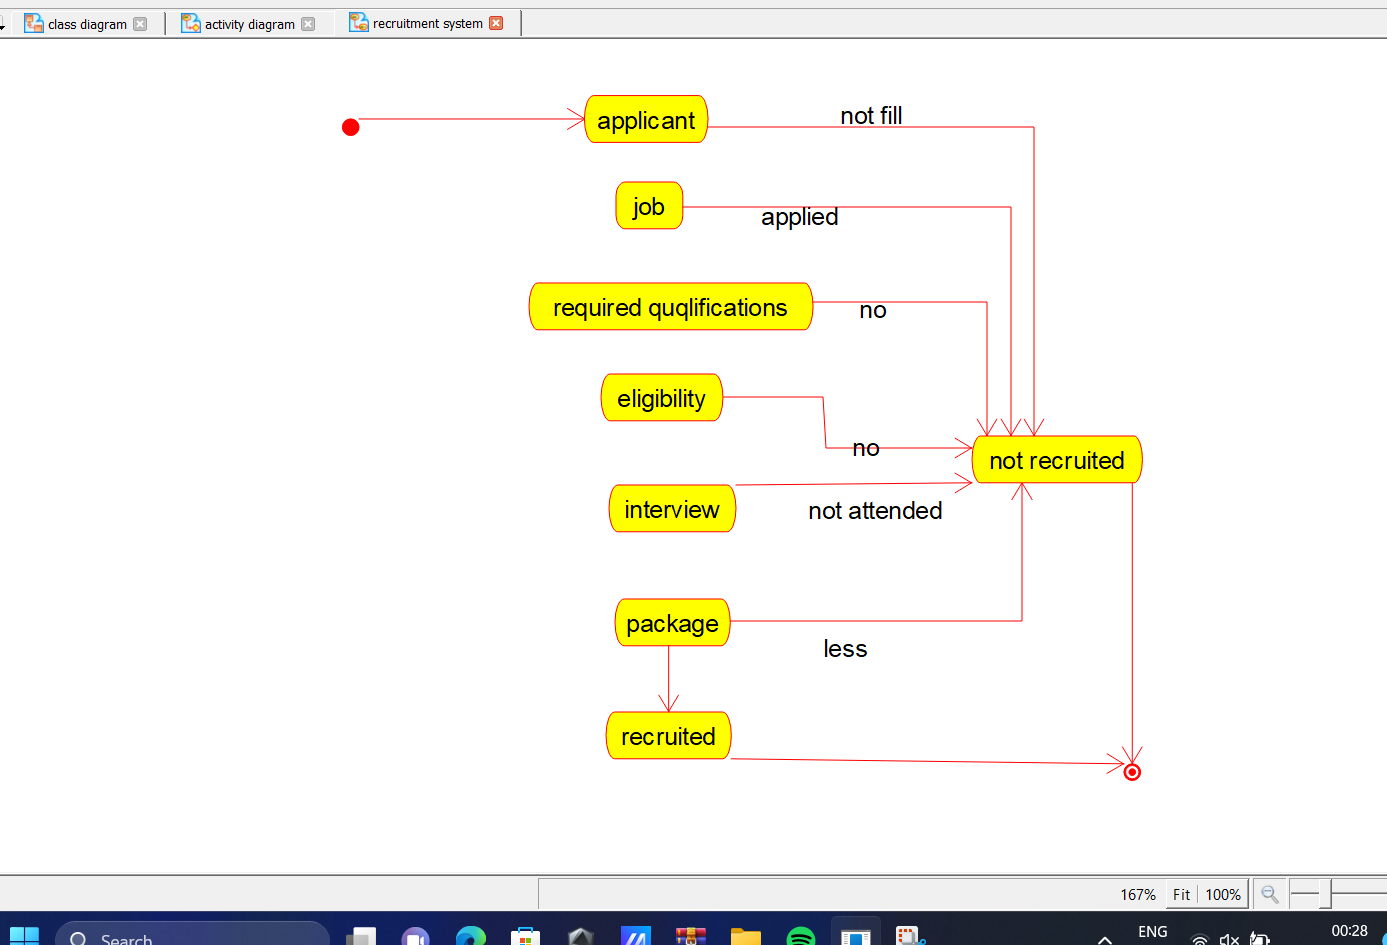 class diagram
activity diagram
recruitment system
applicant
not fill
job
applied
required quqlifications
no
eligibility
no
not recruited
interview
not attended
package
less
recruited
167%
Fit
100%
Search
ENG
00:28